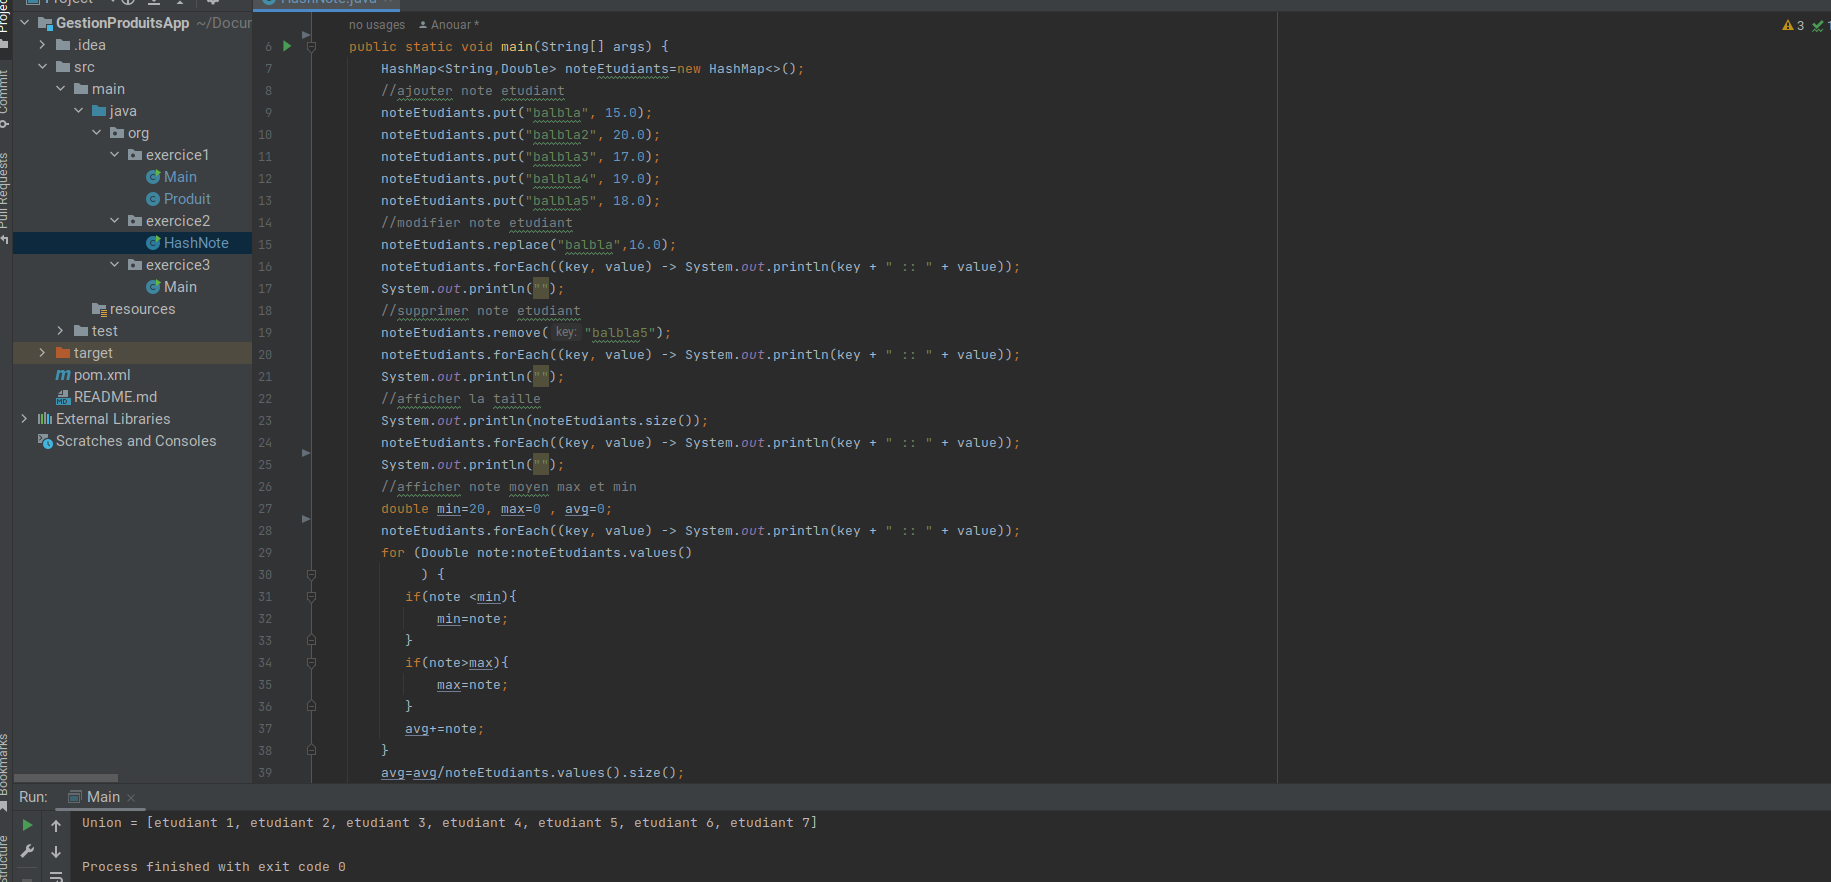 Project
HashNote.java
GestionProduitsApp ~/Docur
.idea
src
main
java
org
exercice1
Main
Produit
exercice2
HashNote
exercice3
Main
resources
test
target
pom.xml
README.md
External Libraries
Scratches and Consoles
Project
Commit
Pull Requests
Bookmarks
Structure
3
1
no usages Anouar *
6 public static void main(String[] args) {
7 HashMap<String,Double> noteEtudiants=new HashMap<>();
8 //ajouter note etudiant
9 noteEtudiants.put("balbla", 15.0);
10 noteEtudiants.put("balbla2", 20.0);
11 noteEtudiants.put("balbla3", 17.0);
12 noteEtudiants.put("balbla4", 19.0);
13 noteEtudiants.put("balbla5", 18.0);
14 //modifier note etudiant
15 noteEtudiants.replace("balbla",16.0);
16 noteEtudiants.forEach((key, value) -> System.out.println(key + " :: " + value));
17 System.out.println("");
18 //supprimer note etudiant
19 noteEtudiants.remove( key: "balbla5");
20 noteEtudiants.forEach((key, value) -> System.out.println(key + " :: " + value));
21 System.out.println("");
22 //afficher la taille
23 System.out.println(noteEtudiants.size());
24 noteEtudiants.forEach((key, value) -> System.out.println(key + " :: " + value));
25 System.out.println("");
26 //afficher note moyen max et min
27 double min=20, max=0 , avg=0;
28 noteEtudiants.forEach((key, value) -> System.out.println(key + " :: " + value));
29 for (Double note:noteEtudiants.values()
30 ) {
31 if(note <min){
32 min=note;
33 }
34 if(note>max){
35 max=note;
36 }
37 avg+=note;
38 }
39 avg=avg/noteEtudiants.values().size();
Run: Main
Union = [etudiant 1, etudiant 2, etudiant 3, etudiant 4, etudiant 5, etudiant 6, etudiant 7]
Process finished with exit code 0